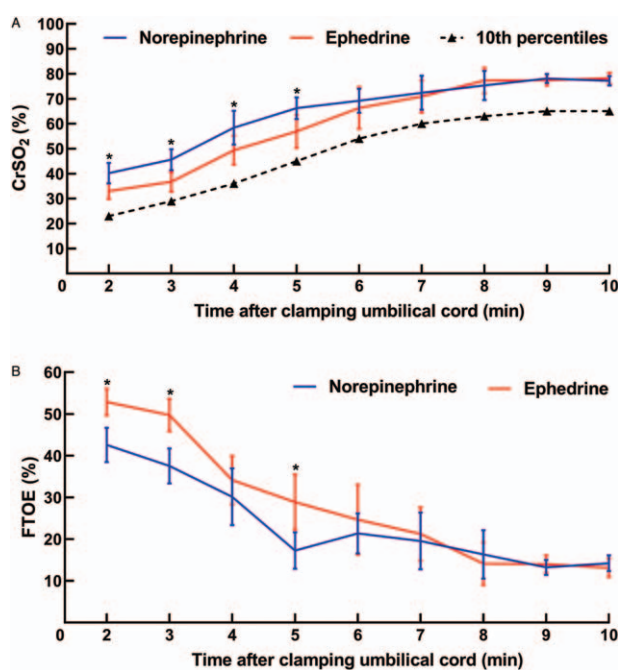 A
Norepinephrine Ephedrine 10th percentiles
100
90
80
70
60
50
40
30
20
10
CrSO2 (%)
* * * *
0 2 3 4 5 6 7 8 9 10
Time after clamping umbilical cord (min)
B
Norepinephrine Ephedrine
60
50
40
30
20
10
FTOE (%)
* * *
0 2 3 4 5 6 7 8 9 10
Time after clamping umbilical cord (min)